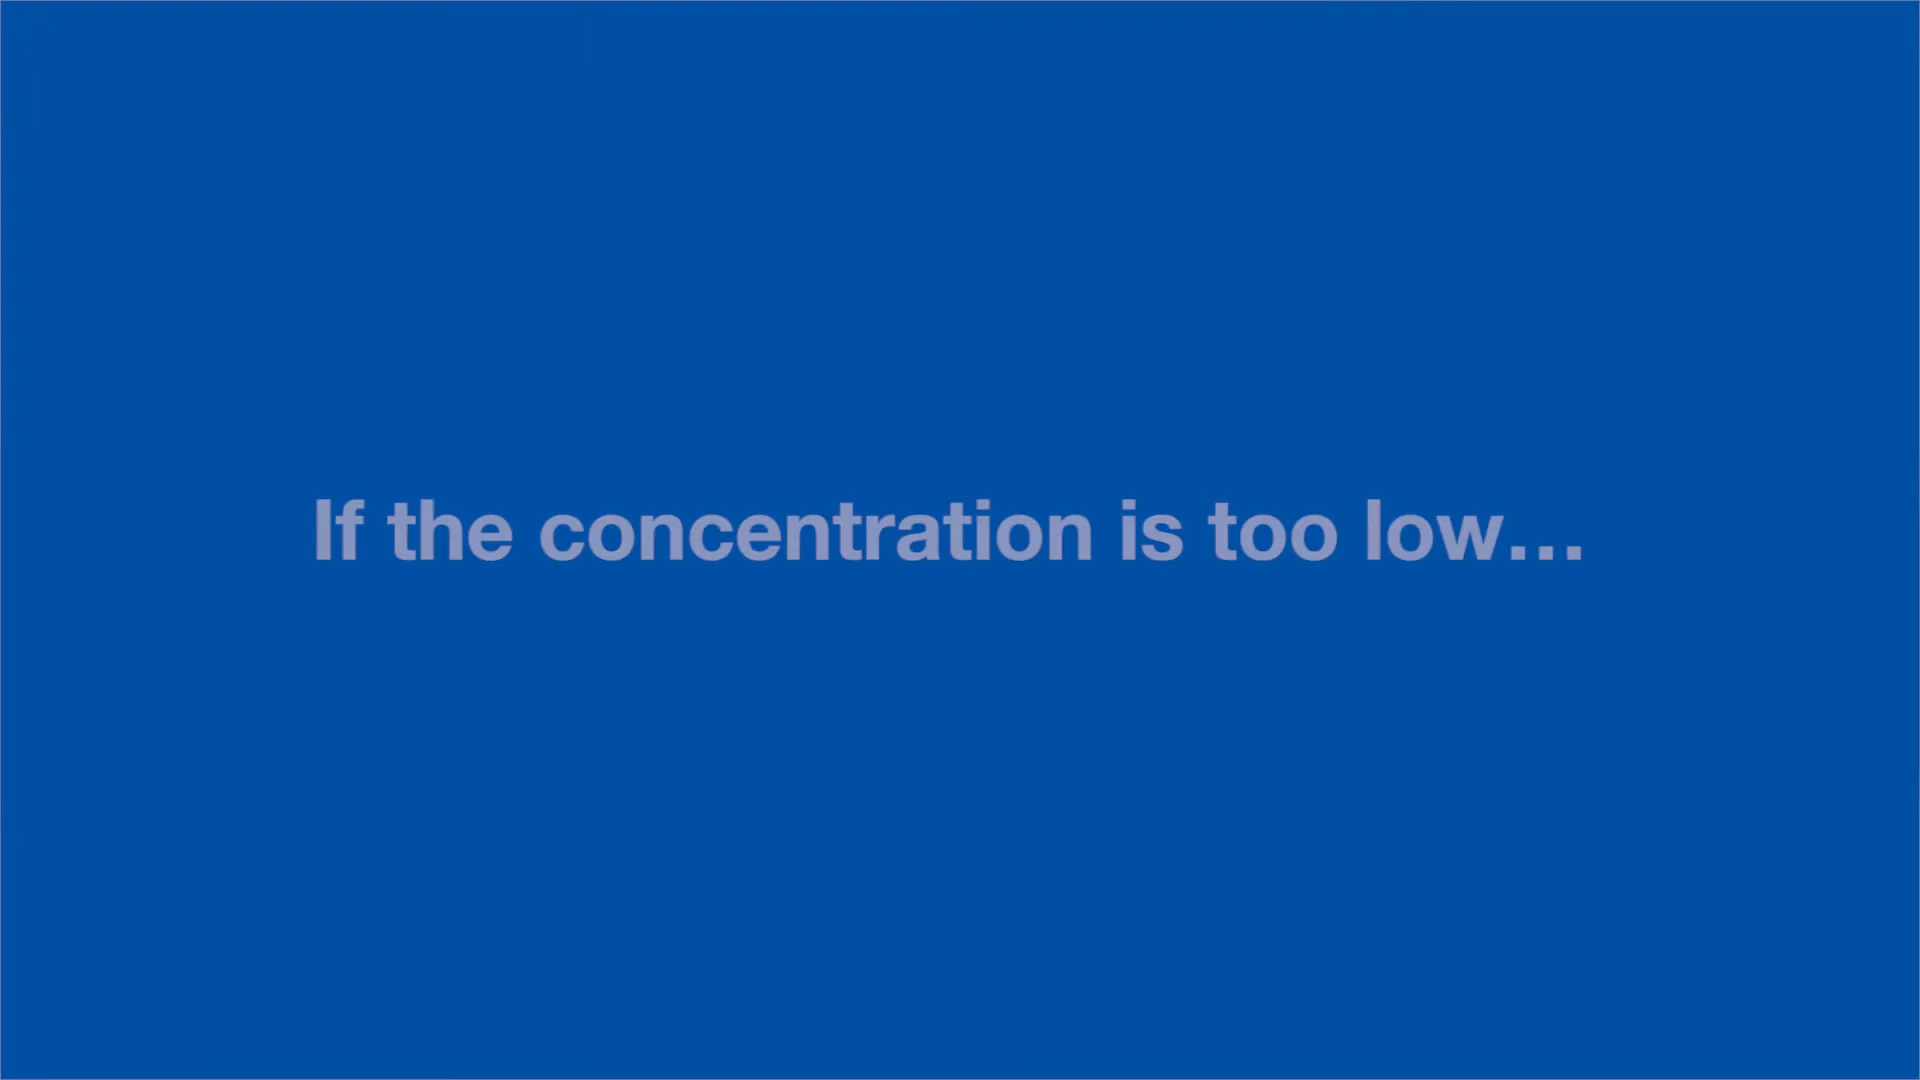 If the concentration is too low…